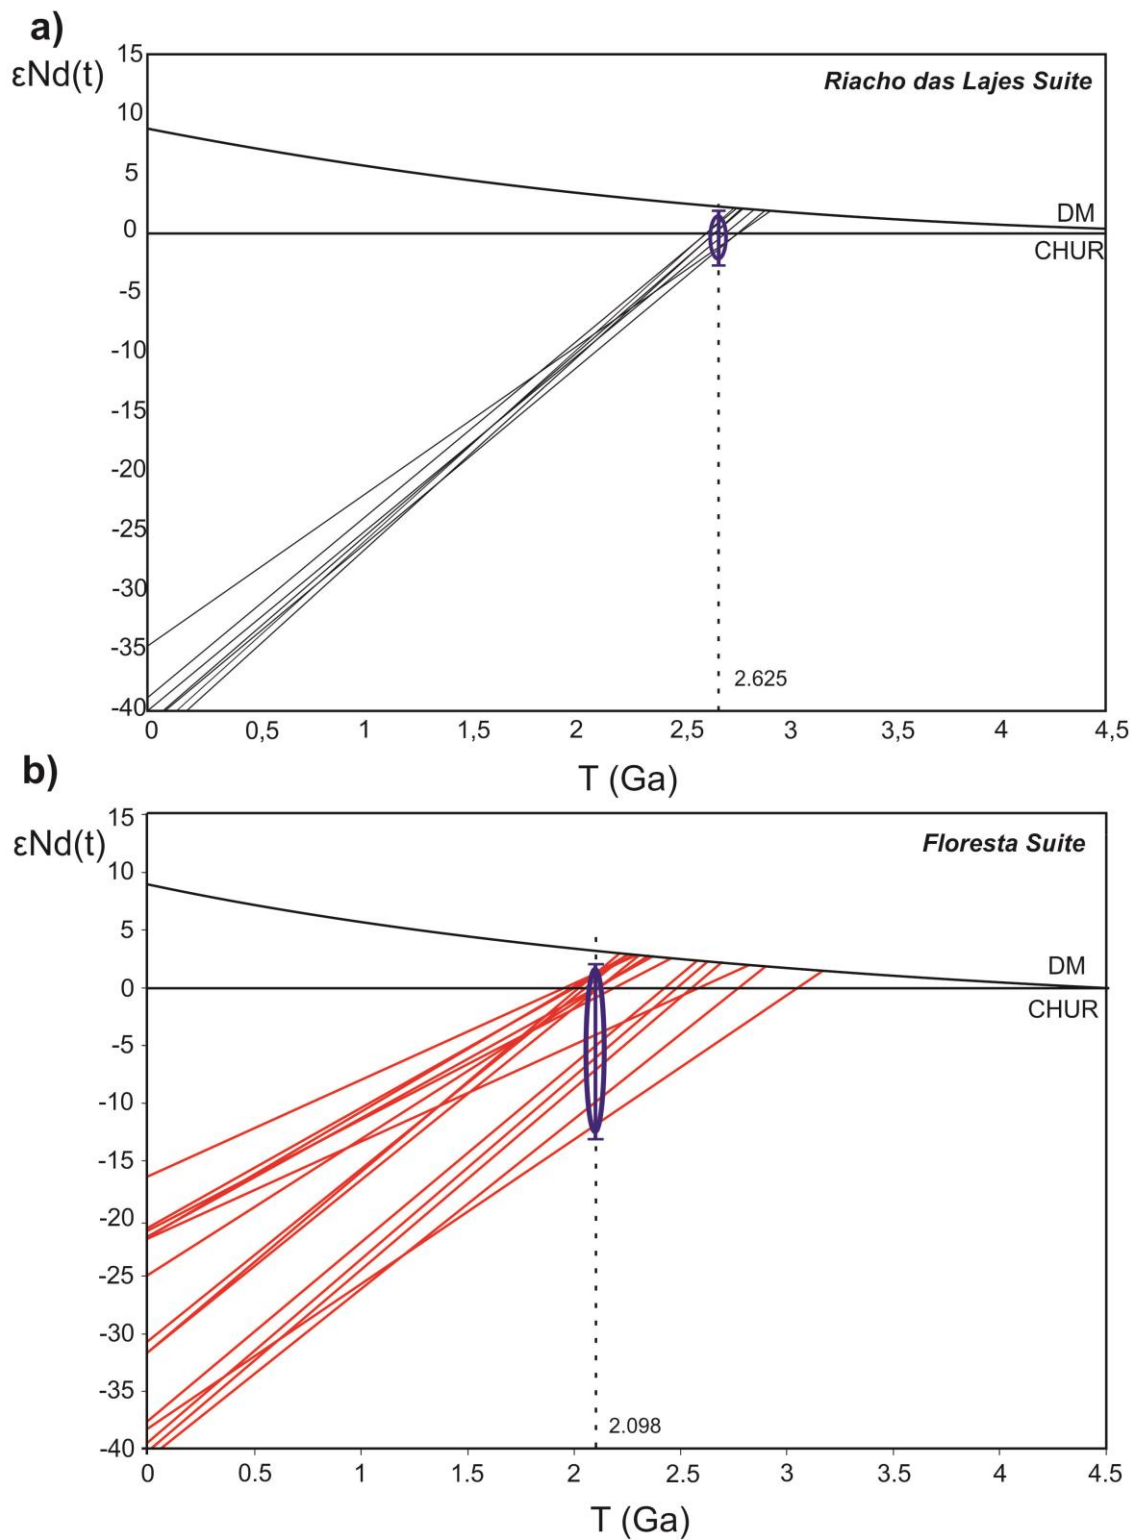 a)
εNd(t)
Riacho das Lajes Suite
15
10
5
0
-5
-10
-15
-20
-25
-30
-35
-40
DM
CHUR
2.625
0 0,5 1 1,5 2 2,5 3 3,5 4 4,5
T (Ga)
b)
εNd(t)
Floresta Suite
15
10
5
0
-5
-10
-15
-20
-25
-30
-35
-40
DM
CHUR
2.098
0 0.5 1 1.5 2 2.5 3 3.5 4 4.5
T (Ga)